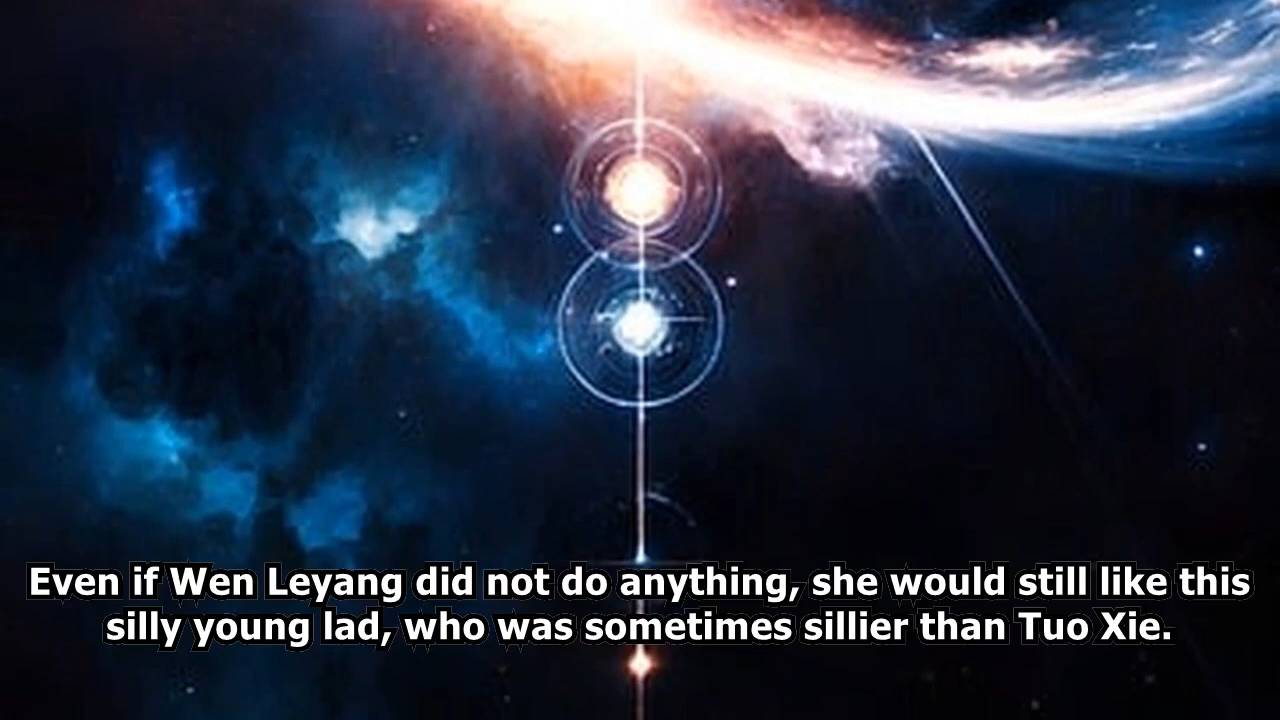 Even if Wen Leyang did not do anything, she would still like this
silly young lad, who was sometimes sillier than Tuo Xie.